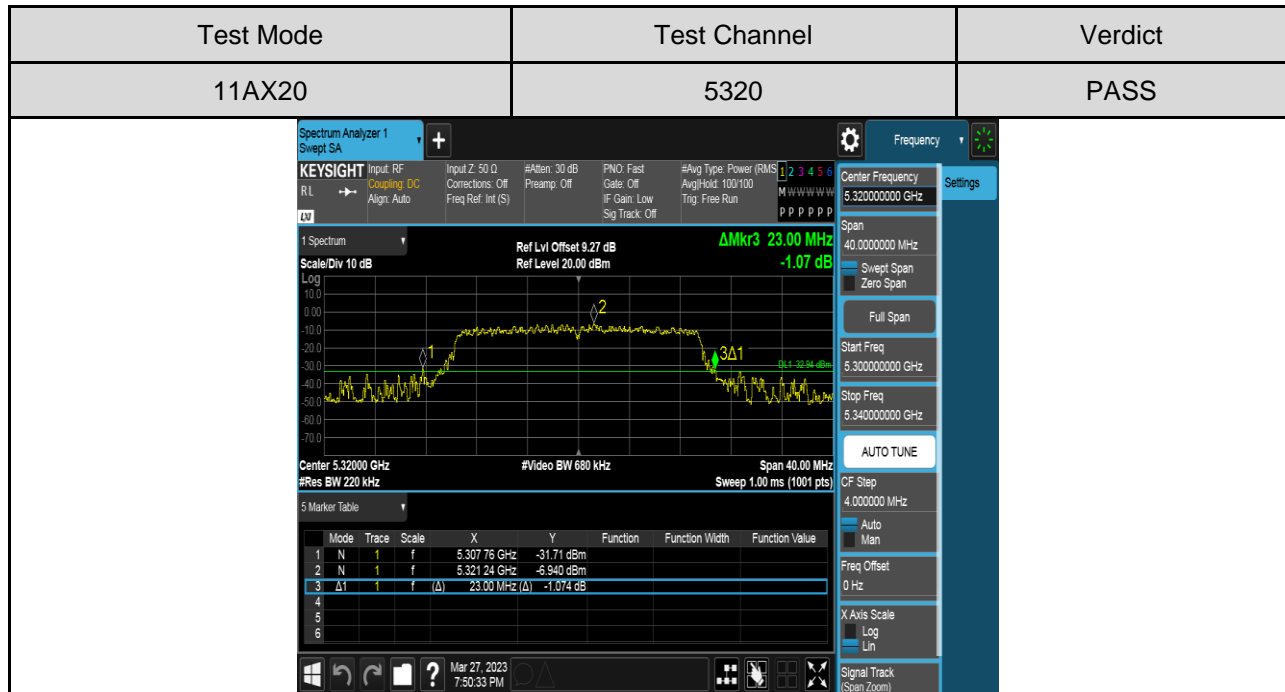 Test Mode Test Channel Verdict
11AX20 5320 PASS
Spectrum Analyzer 1
Swept SA
+
Frequency
KEYSIGHT Input: RF Input Z: 50 Ω #Atten: 30 dB PNO: Fast #Avg Type: Power (RMS 1 2 3 4 5 6
RL Coupling: DC Corrections: Off Preamp: Off Gate: Off Avg|Hold: 100/100 M W W W W W
Align: Auto Freq Ref: Int (S) IF Gain: Low Trig: Free Run
LXI Sig Track: Off P P P P P P
1 Spectrum
Ref Lvl Offset 9.27 dB ΔMkr3 23.00 MHz
Scale/Div 10 dB Ref Level 20.00 dBm -1.07 dB
Log
10.0
0.00
-10.0
-20.0
-30.0
-40.0
-50.0
-60.0
-70.0
1
2
3Δ1
DL1 -32.94 dBm
Center 5.32000 GHz #Video BW 680 kHz Span 40.00 MHz
#Res BW 220 kHz Sweep 1.00 ms (1001 pts)
5 Marker Table
Mode Trace Scale X Y Function Function Width Function Value
1 N 1 f 5.307 76 GHz -31.71 dBm
2 N 1 f 5.321 24 GHz -6.940 dBm
3 Δ1 1 f (Δ) 23.00 MHz (Δ) -1.074 dB
4
5
6
Mar 27, 2023
7:50:33 PM
?
Center Frequency
5.320000000 GHz
Settings
Span
40.0000000 MHz
Swept Span
Zero Span
Full Span
Start Freq
5.300000000 GHz
Stop Freq
5.340000000 GHz
AUTO TUNE
CF Step
4.000000 MHz
Auto
Man
Freq Offset
0 Hz
X Axis Scale
Log
Lin
Signal Track
(Span Zoom)